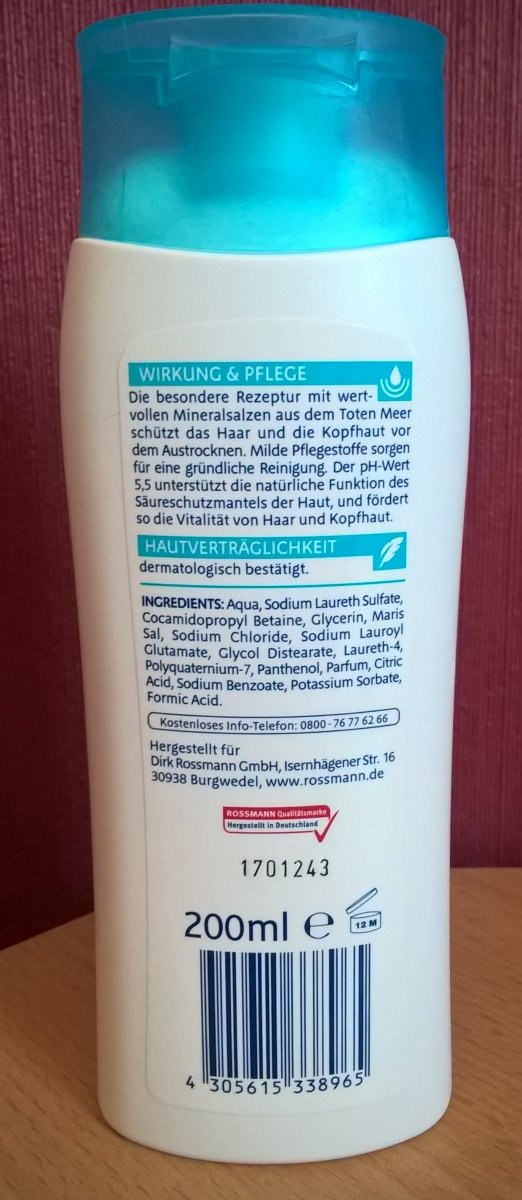 WIRKUNG & PFLEGE
Die besondere Rezeptur mit wert-
vollen Mineralsalzen aus dem Toten Meer
schützt das Haar und die Kopfhaut vor
dem Austrocknen. Milde Pflegestoffe sorgen
für eine gründliche Reinigung. Der pH-Wert
5,5 unterstützt die natürliche Funktion des
Säureschutzmantels der Haut, und fördert
so die Vitalität von Haar und Kopfhaut.
HAUTVERTRÄGLICHKEIT
dermatologisch bestätigt.
INGREDIENTS: Aqua, Sodium Laureth Sulfate,
Cocamidopropyl Betaine, Glycerin, Maris
Sal, Sodium Chloride, Sodium Lauroyl
Glutamate, Glycol Distearate, Laureth-4,
Polyquaternium-7, Panthenol, Parfum, Citric
Acid, Sodium Benzoate, Potassium Sorbate,
Formic Acid.
Kostenloses Info-Telefon: 0800-76 77 62 66
Hergestellt für
Dirk Rossmann GmbH, Isernhägener Str. 16
30938 Burgwedel, www.rossmann.de
ROSSMANN Qualitätsmarke
Hergestellt in Deutschland
1701243
200ml ℮ 12 M
4 305615 338965